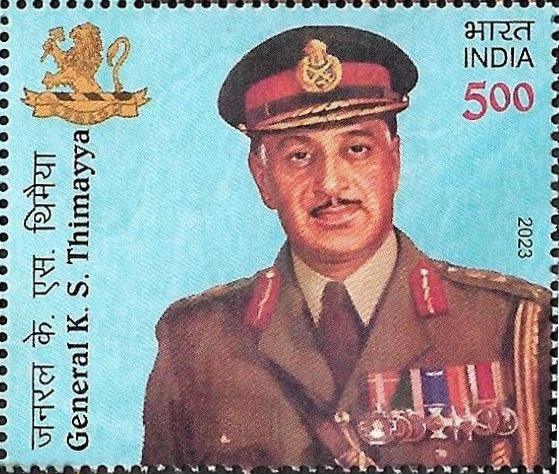 भारत
INDIA
500
जनरल के. एस. थिमैया
General K. S. Thimayya
2023